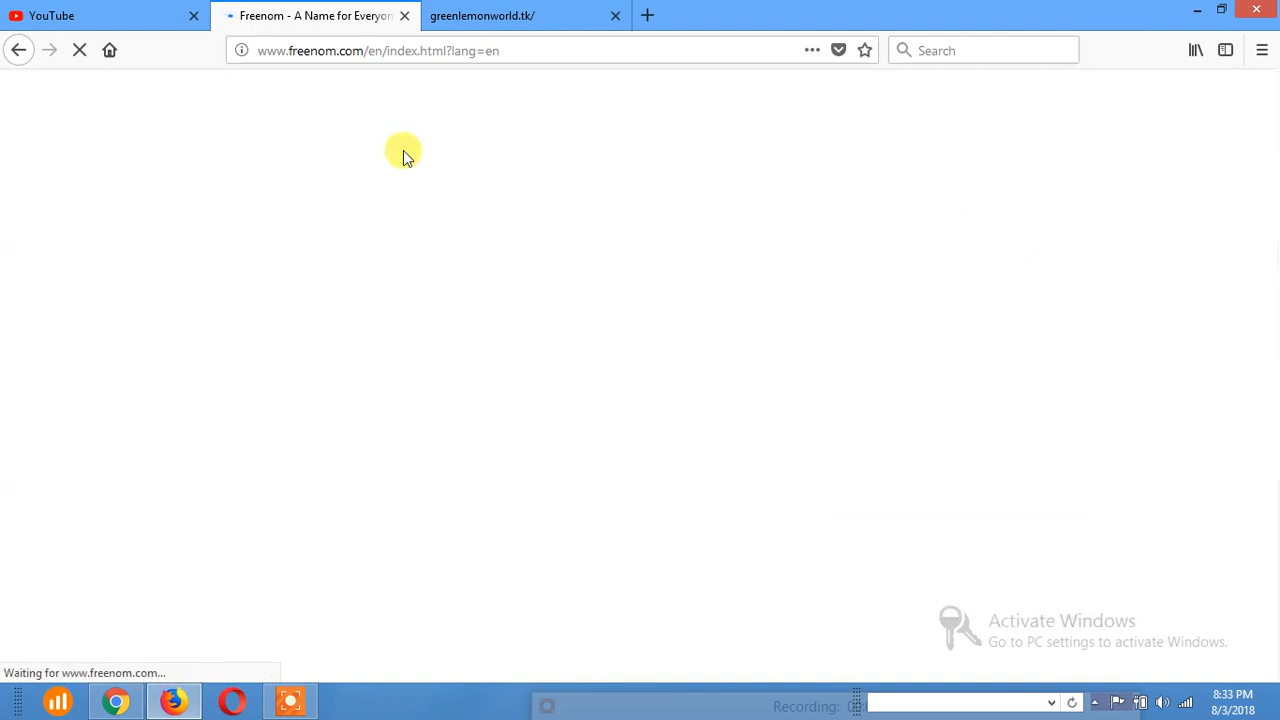 YouTube
Freenom - A Name for Everyon
greenlemonworld.tk/
www.freenom.com/en/index.html?lang=en
Search
Activate Windows
Go to PC settings to activate Windows.
Waiting for www.freenom.com...
Recording:
8:33 PM
8/3/2018